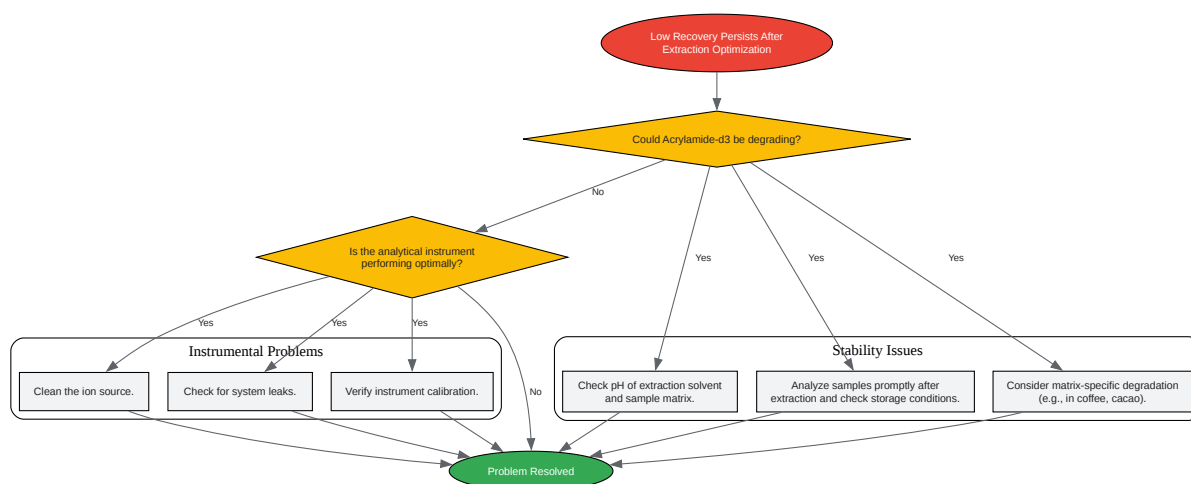 Low Recovery Persists After
Extraction Optimization
Could Acrylamide-d3 be degrading?
No
Is the analytical instrument
performing optimally?
Yes
Yes
Yes
Yes
Yes
Yes
Instrumental Problems
Stability Issues
Clean the ion source.
Check for system leaks.
Verify instrument calibration.
No
Check pH of extraction solvent
and sample matrix.
Analyze samples promptly after
extraction and check storage conditions.
Consider matrix-specific degradation
(e.g., in coffee, cacao).
Problem Resolved